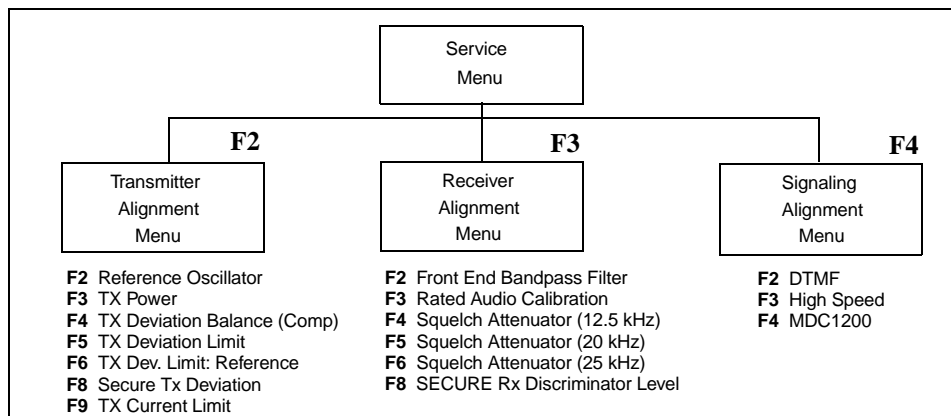 Service
Menu
F2
F3
F4
Transmitter
Alignment
Menu
Receiver
Alignment
Menu
Signaling
Alignment
Menu
F2 Reference Oscillator
F3 TX Power
F4 TX Deviation Balance (Comp)
F5 TX Deviation Limit
F6 TX Dev. Limit: Reference
F8 Secure Tx Deviation
F9 TX Current Limit
F2 Front End Bandpass Filter
F3 Rated Audio Calibration
F4 Squelch Attenuator (12.5 kHz)
F5 Squelch Attenuator (20 kHz)
F6 Squelch Attenuator (25 kHz)
F8 SECURE Rx Discriminator Level
F2 DTMF
F3 High Speed
F4 MDC1200